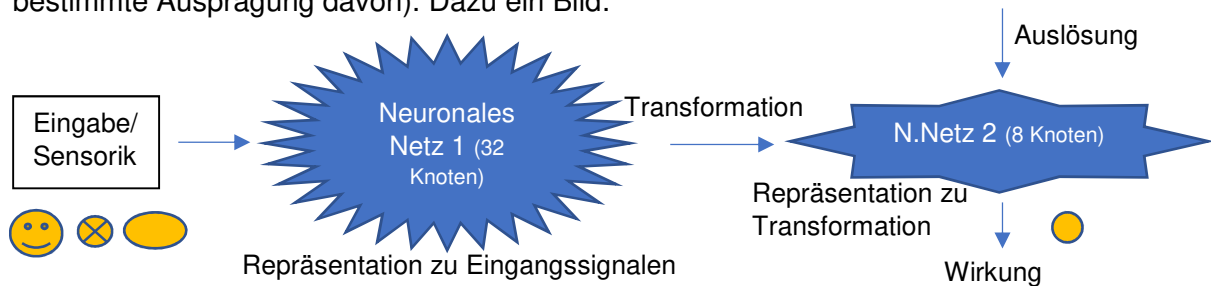 bestimmte Ausprägung davon). Dazu ein Bild:
Auslösung
Eingabe/
Sensorik
Neuronales
Netz 1 (32
Knoten)
Transformation
N.Netz 2 (8 Knoten)
Repräsentation zu
Transformation
Repräsentation zu Eingangssignalen
Wirkung